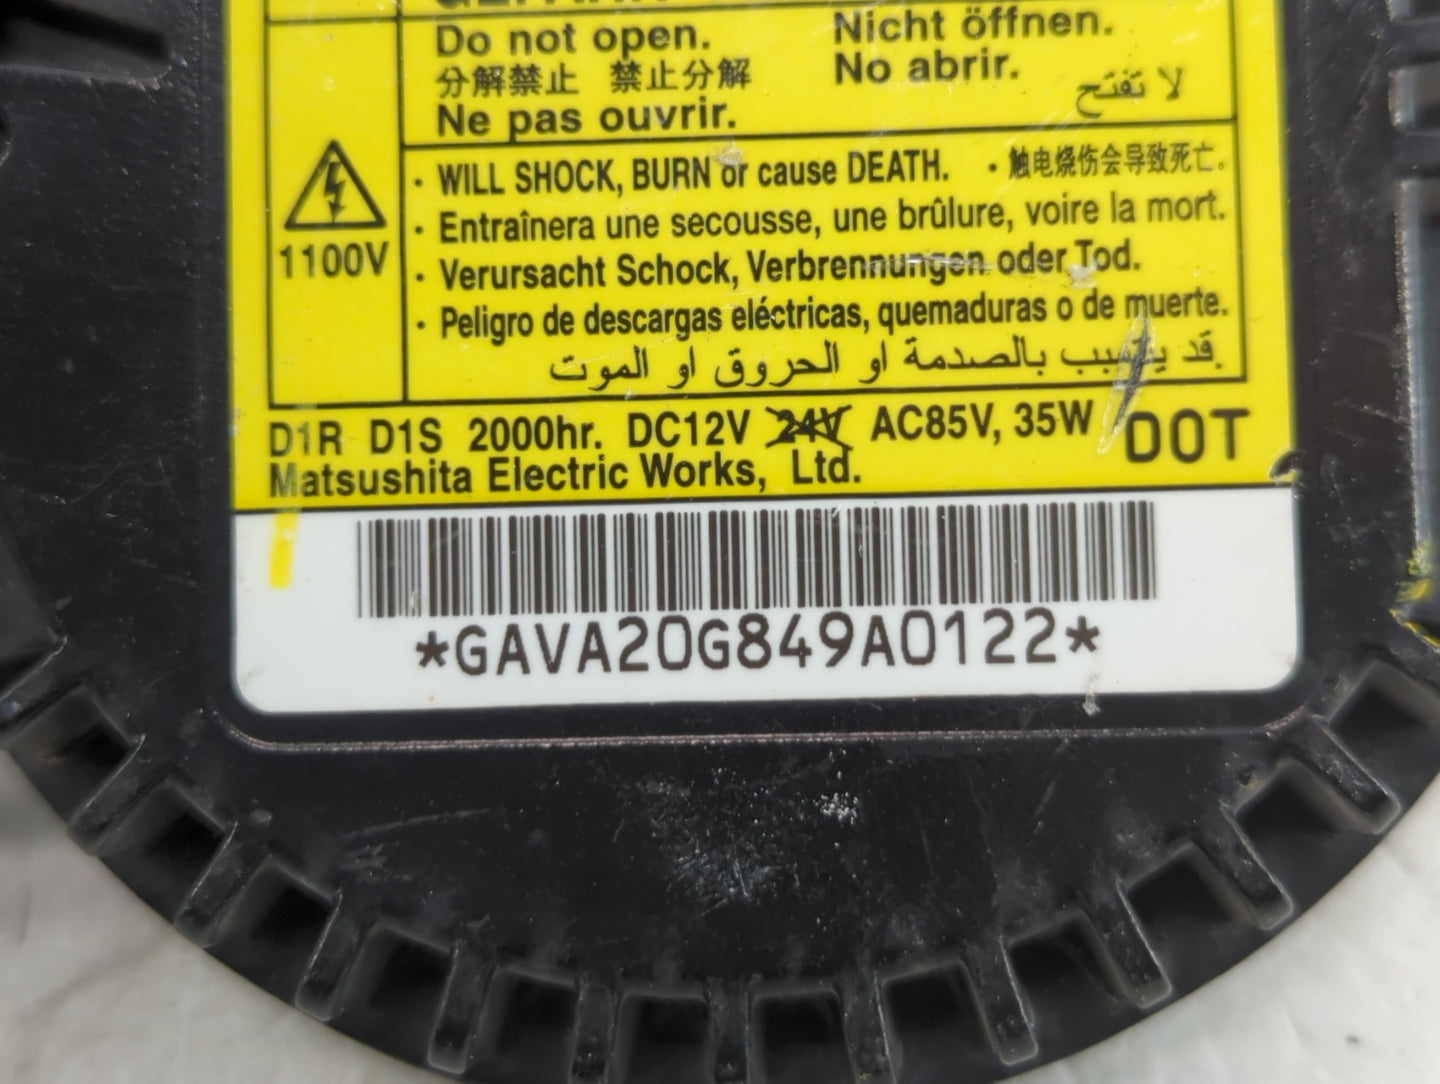 Do not open. Nicht öffnen.
分解禁止 禁止分解 No abrir.
Ne pas ouvrir. لا تفتح
· WILL SHOCK, BURN or cause DEATH. · 触电烧伤会导致死亡.
· Entraînera une secousse, une brûlure, voire la mort.
1100V
· Verursacht Schock, Verbrennungen oder Tod.
· Peligro de descargas eléctricas, quemaduras o de muerte.
قد يتسبب بالصدمة او الحروق او الموت.
D1R D1S 2000hr. DC12V 24V AC85V, 35W DOT
Matsushita Electric Works, Ltd.
*GAVA20G849A0122*